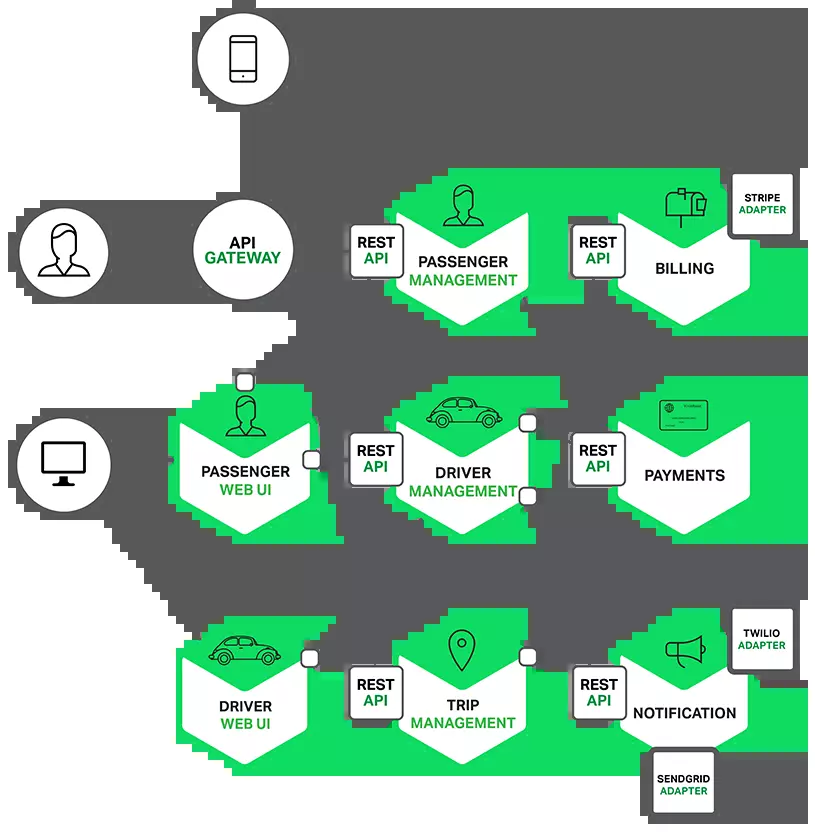 API
GATEWAY
REST
API
PASSENGER
MANAGEMENT
REST
API
BILLING
STRIPE
ADAPTER
PASSENGER
WEB UI
REST
API
DRIVER
MANAGEMENT
REST
API
PAYMENTS
DRIVER
WEB UI
REST
API
TRIP
MANAGEMENT
REST
API
NOTIFICATION
TWILIO
ADAPTER
SENDGRID
ADAPTER